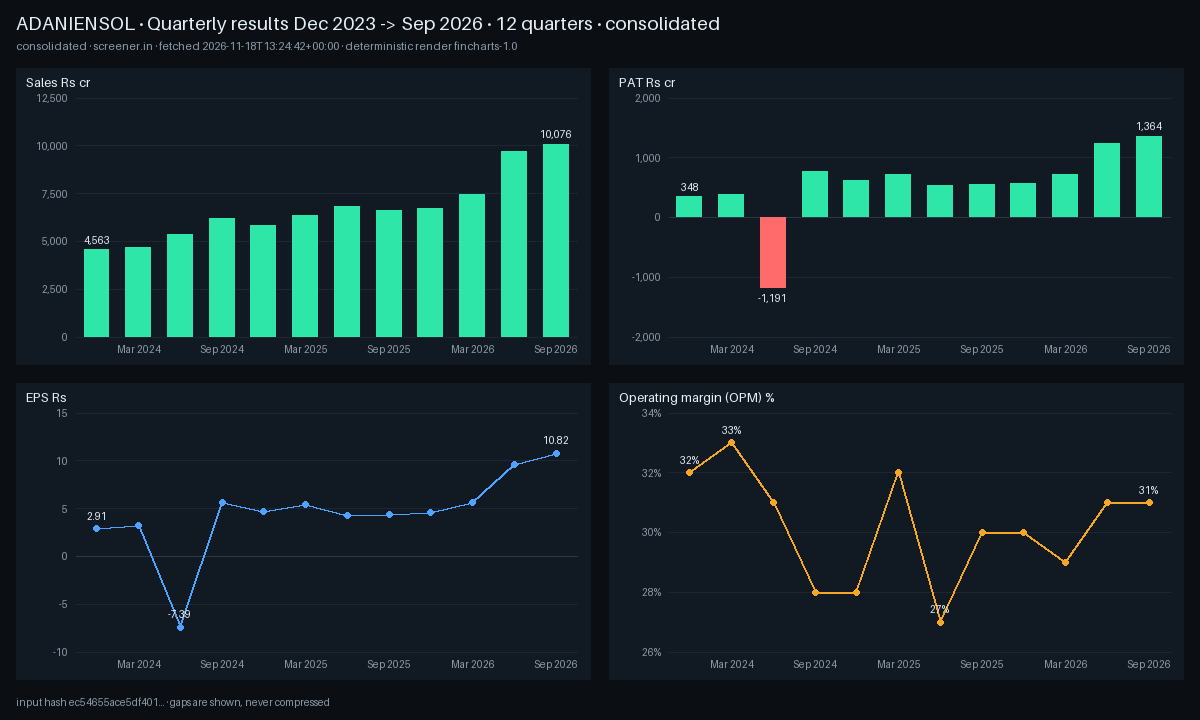 ADANIENSOL · Quarterly results Dec 2023 -> Sep 2026 · 12 quarters · consolidated
consolidated · screener.in · fetched 2026-11-18T13:24:42+00:00 · deterministic render fincharts-1.0
Sales Rs cr
12,500
10,000
7,500
5,000
2,500
0
4,563
10,076
Mar 2024
Sep 2024
Mar 2025
Sep 2025
Mar 2026
Sep 2026
PAT Rs cr
2,000
1,000
0
-1,000
-2,000
348
-1,191
1,364
Mar 2024
Sep 2024
Mar 2025
Sep 2025
Mar 2026
Sep 2026
EPS Rs
15
10
5
0
-5
-10
2.91
-7.39
10.82
Mar 2024
Sep 2024
Mar 2025
Sep 2025
Mar 2026
Sep 2026
Operating margin (OPM) %
34%
32%
30%
28%
26%
32%
33%
27%
31%
Mar 2024
Sep 2024
Mar 2025
Sep 2025
Mar 2026
Sep 2026
input hash ec54655ace5df401… · gaps are shown, never compressed